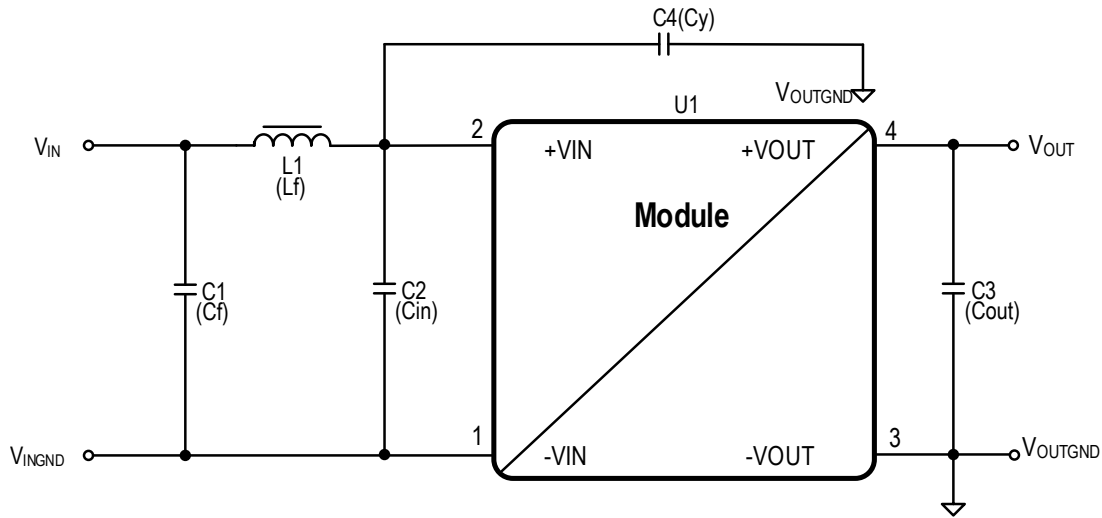 C4(Cy)
VOUTGND
U1
VIN
2
+VIN
+VOUT
4
VOUT
L1
(Lf)
Module
C1
(Cf)
C2
(Cin)
C3
(Cout)
VINGND
1
-VIN
-VOUT
3
VOUTGND